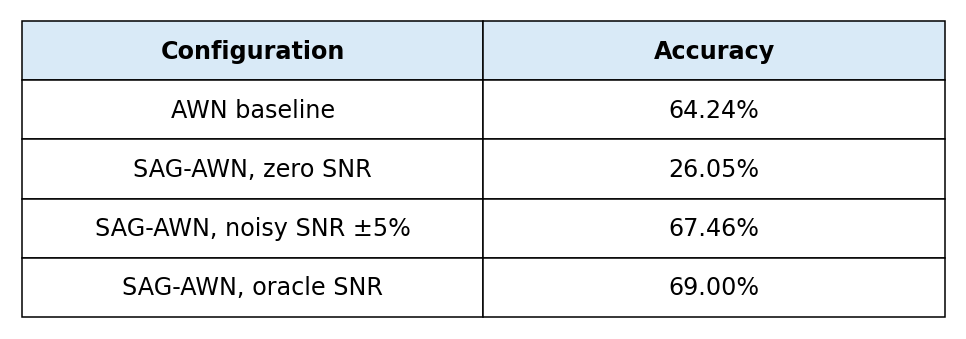 Configuration Accuracy
AWN baseline 64.24%
SAG-AWN, zero SNR 26.05%
SAG-AWN, noisy SNR ±5% 67.46%
SAG-AWN, oracle SNR 69.00%